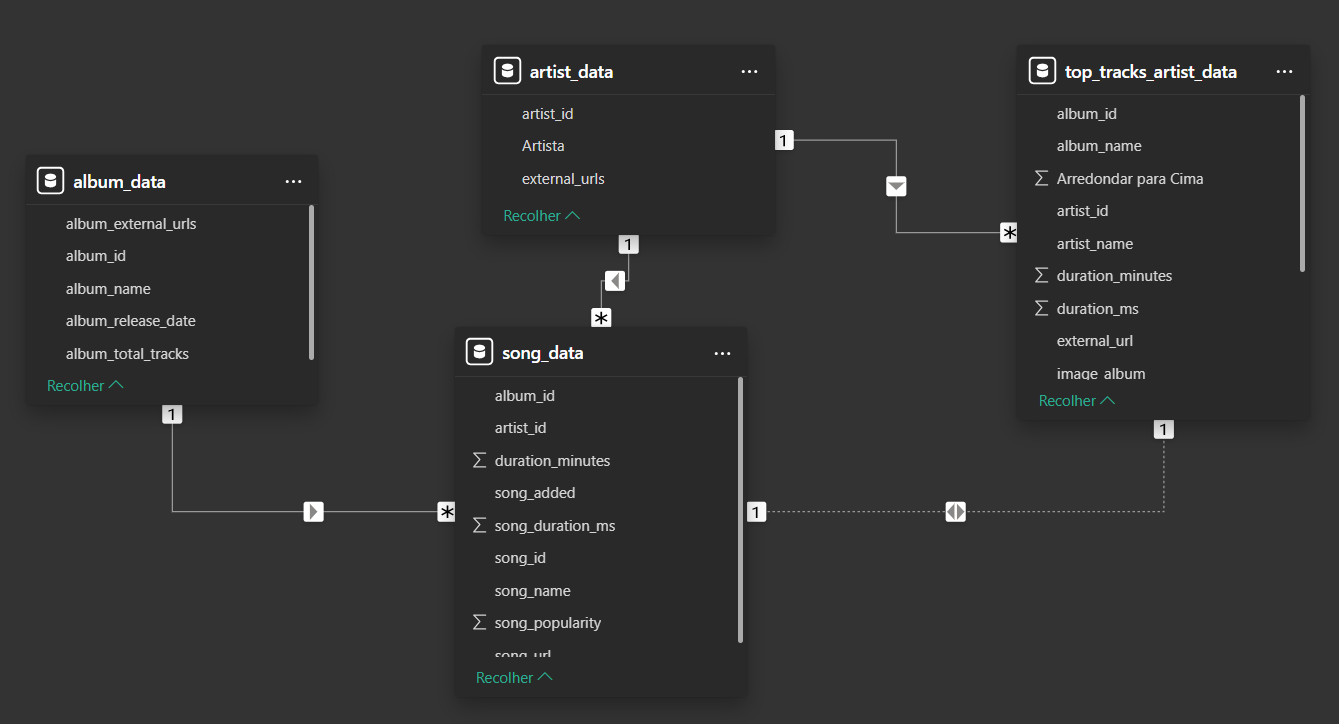 album_data
album_external_urls
album_id
album_name
album_release_date
album_total_tracks
Recolher
1
*
artist_data
artist_id
Artista
external_urls
Recolher
1
*
1
*
song_data
album_id
artist_id
duration_minutes
song_added
song_duration_ms
song_id
song_name
song_popularity
song_url
Recolher
1
1
top_tracks_artist_data
album_id
album_name
Arredondar para Cima
artist_id
artist_name
duration_minutes
duration_ms
external_url
image_album
Recolher